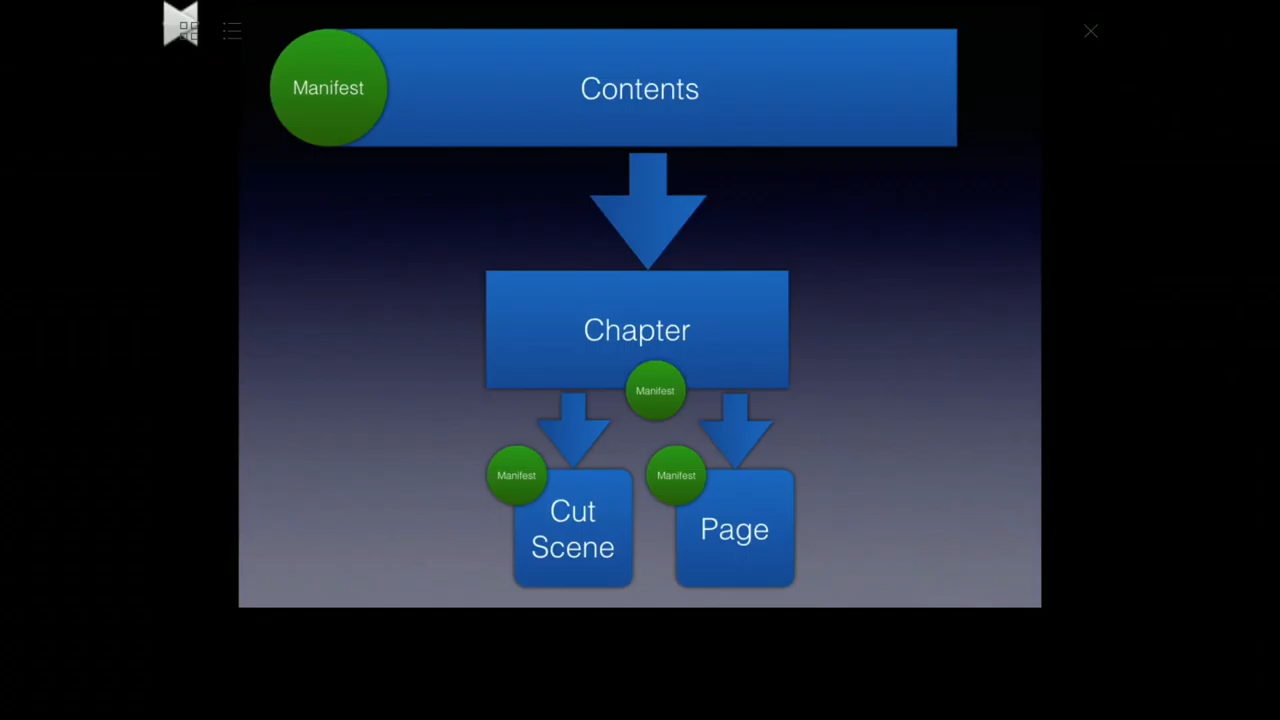 Manifest
Contents
Chapter
Manifest
Manifest
Cut
Scene
Manifest
Page